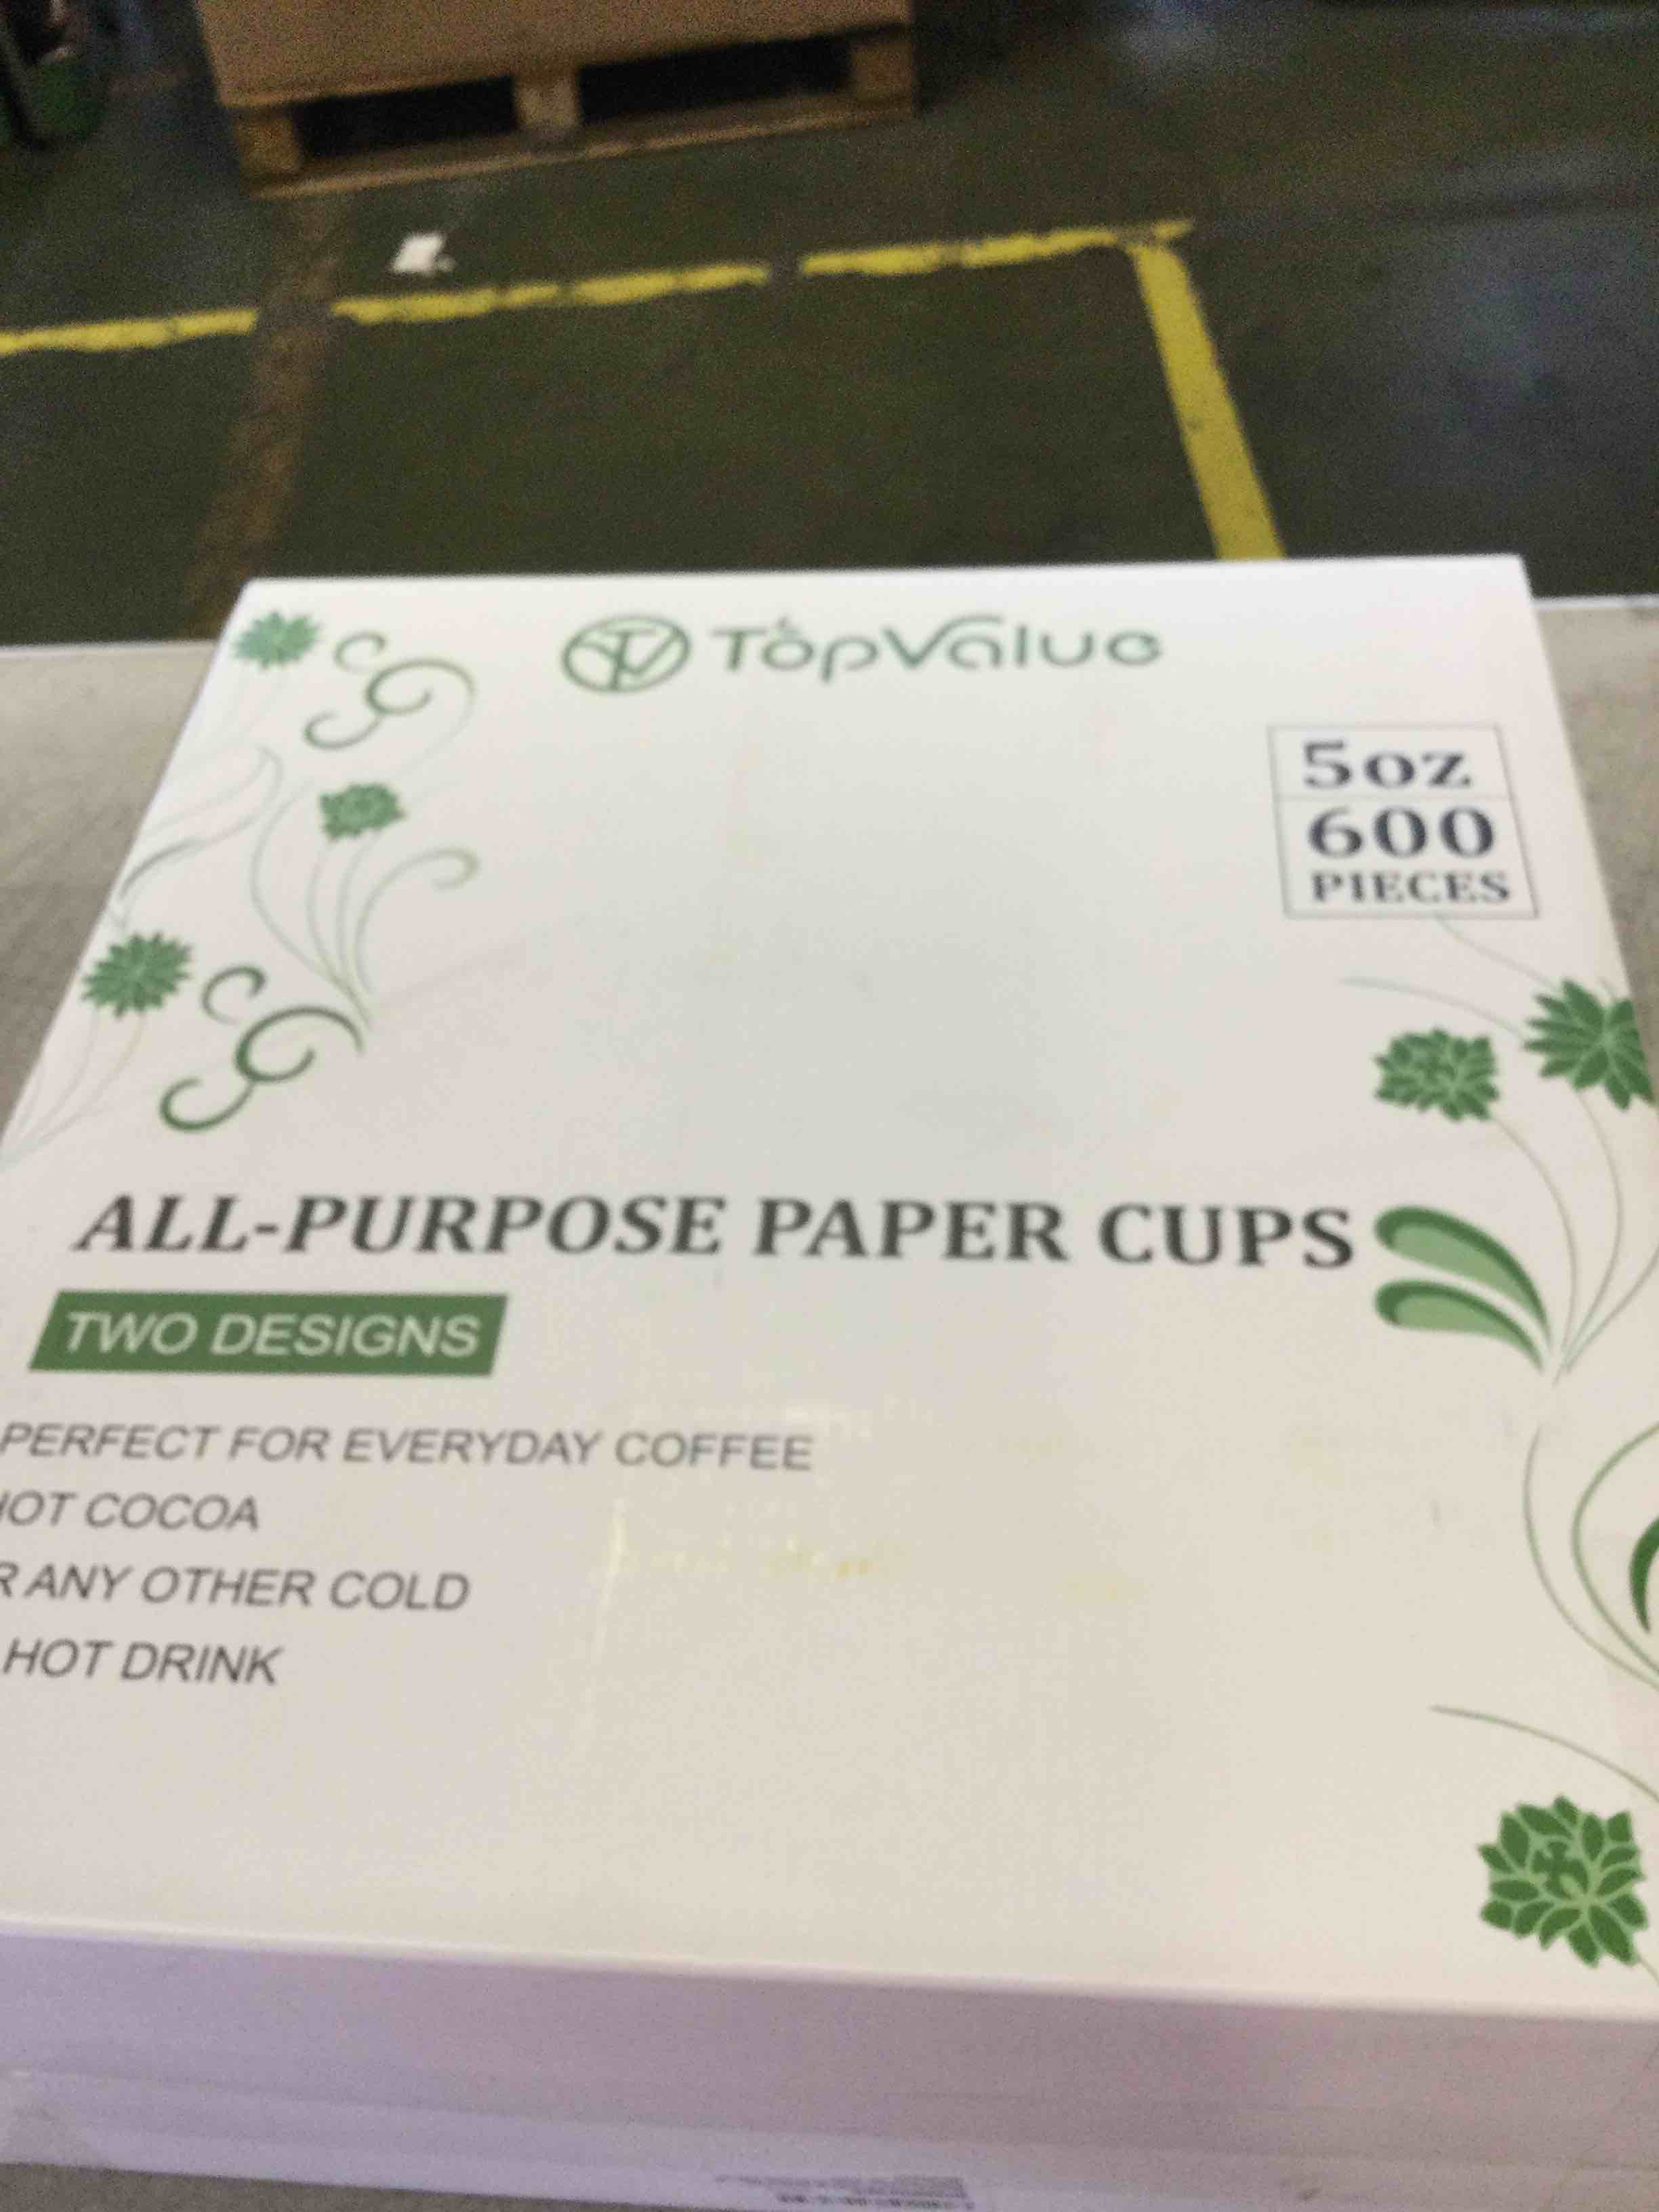 TopValue
5oz
600
PIECES
ALL-PURPOSE PAPER CUPS
TWO DESIGNS
PERFECT FOR EVERYDAY COFFEE
HOT COCOA
R ANY OTHER COLD
HOT DRINK